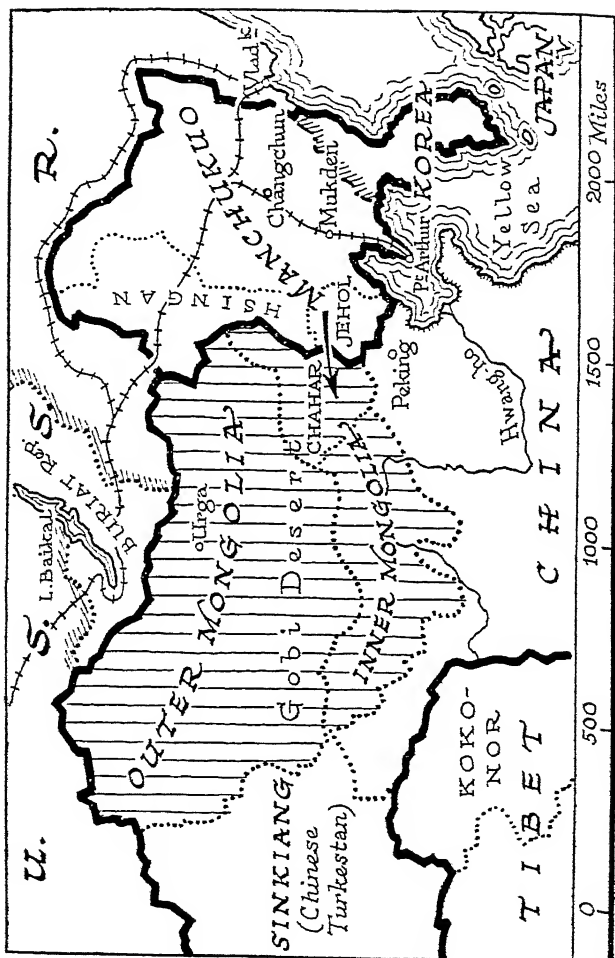 U. S. S. R.
L. Baikal
BURIAT Rep.
Vladk.
OUTER MONGOLIA
Urga
HSINGAN
MANCHUKUO
Changchun
Mukden
Gobi Desert
CHAHAR
JEHOL
INNER MONGOLIA
SINKIANG
(Chinese
Turkestan)
Peking
Pt Arthur
KOREA
Yellow
Sea
JAPAN
Hwang-ho
KOKO-
NOR
TIBET
CHINA
0 500 1000 1500 2000 Miles